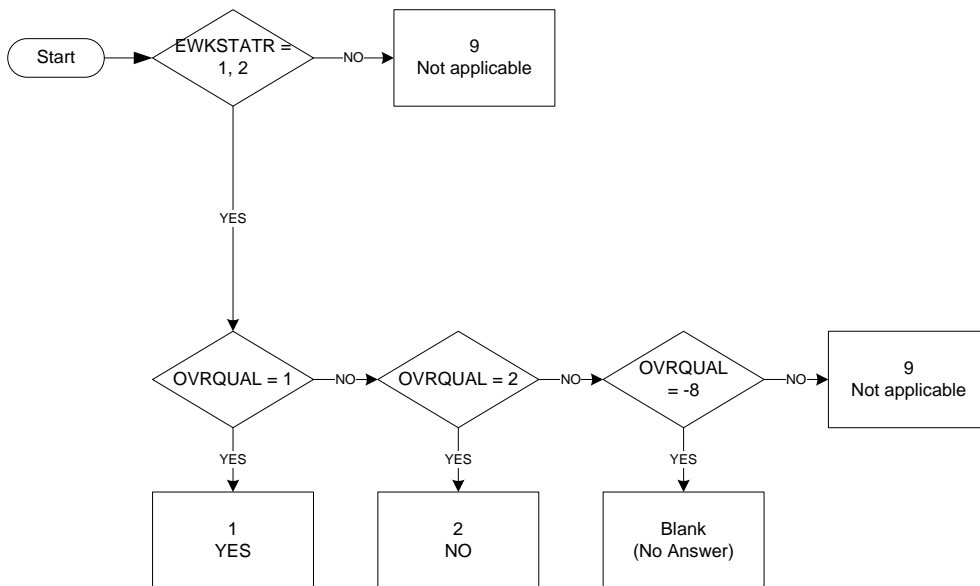 Start
EWKSTATR =
1, 2
NO
9
Not applicable
YES
OVRQUAL = 1
NO
OVRQUAL = 2
NO
OVRQUAL
= -8
NO
9
Not applicable
YES
YES
YES
1
YES
2
NO
Blank
(No Answer)